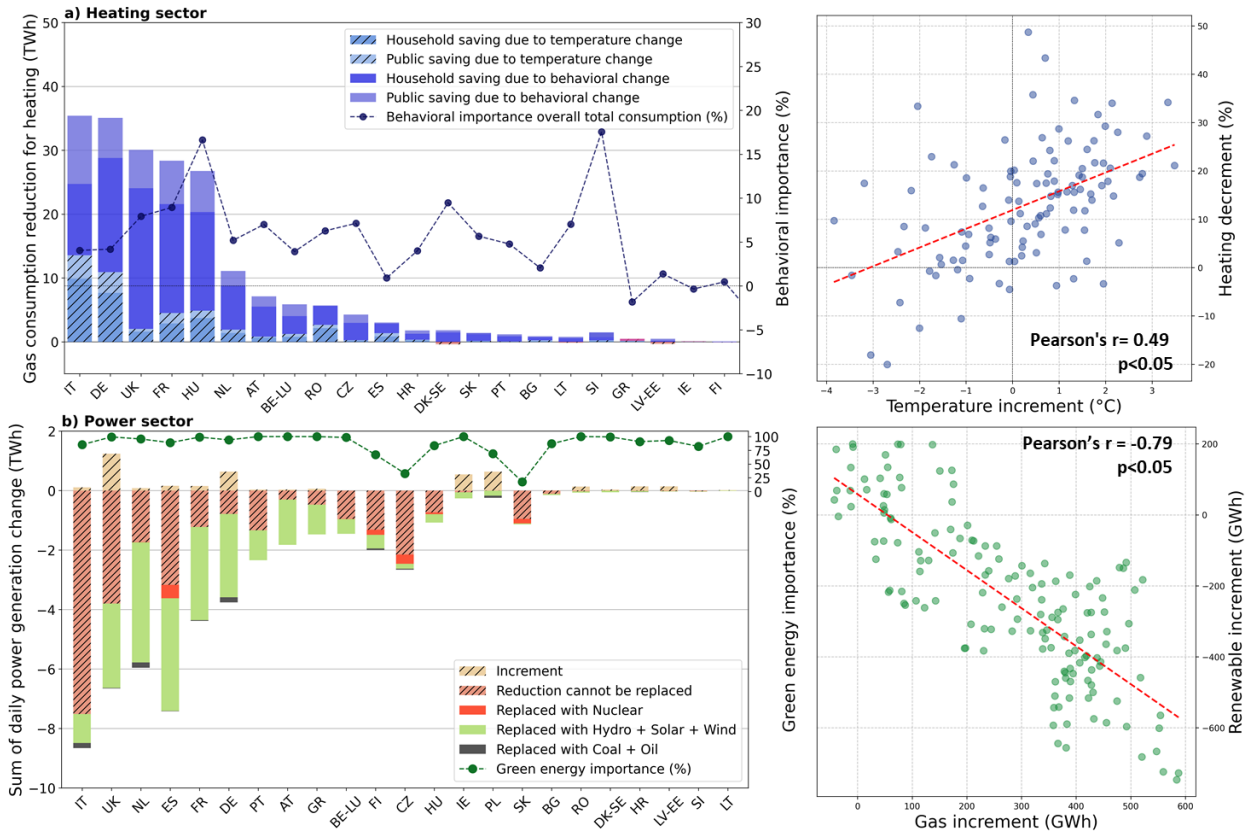 a) Heating sector
Gas consumption reduction for heating (TWh)
50
40
30
20
10
0
Household saving due to temperature change
Public saving due to temperature change
Household saving due to behavioral change
Public saving due to behavioral change
Behavioral importance overall total consumption (%)
30
25
20
15
10
5
0
−5
−10
Behavioral importance (%)
IT DE UK FR HU NL AT BE-LU RO CZ ES HR DK-SE SK PT BG LT SI GR LV-EE IE FI
50
40
30
20
10
0
−10
−20
Heating decrement (%)
Pearson's r= 0.49
p<0.05
−4 −3 −2 −1 0 1 2 3
Temperature increment (°C)
b) Power sector
Sum of daily power generation change (TWh)
2
0
−2
−4
−6
−8
−10
100
75
50
25
0
Green energy importance (%)
Increment
Reduction cannot be replaced
Replaced with Nuclear
Replaced with Hydro + Solar + Wind
Replaced with Coal + Oil
Green energy importance (%)
IT UK NL ES FR DE PT AT GR BE-LU FI CZ HU IE PL SK BG RO DK-SE HR LV-EE SI LT
Pearson’s r = -0.79
p<0.05
200
0
−200
−400
−600
Renewable increment (GWh)
0 100 200 300 400 500 600
Gas increment (GWh)